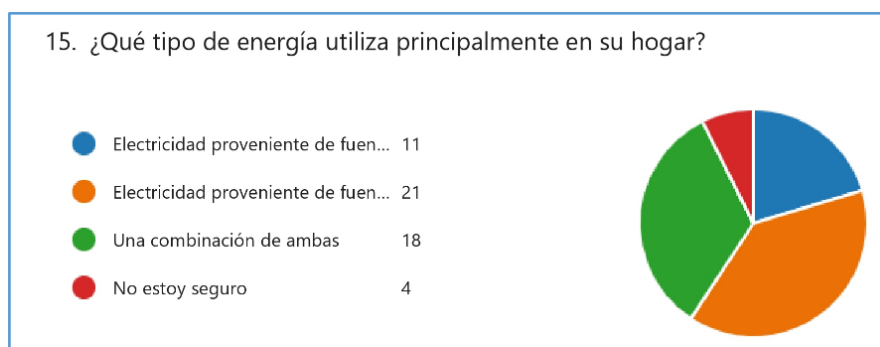 15. ¿Qué tipo de energía utiliza principalmente en su hogar?
Electricidad proveniente de fuen... 11
Electricidad proveniente de fuen... 21
Una combinación de ambas 18
No estoy seguro 4